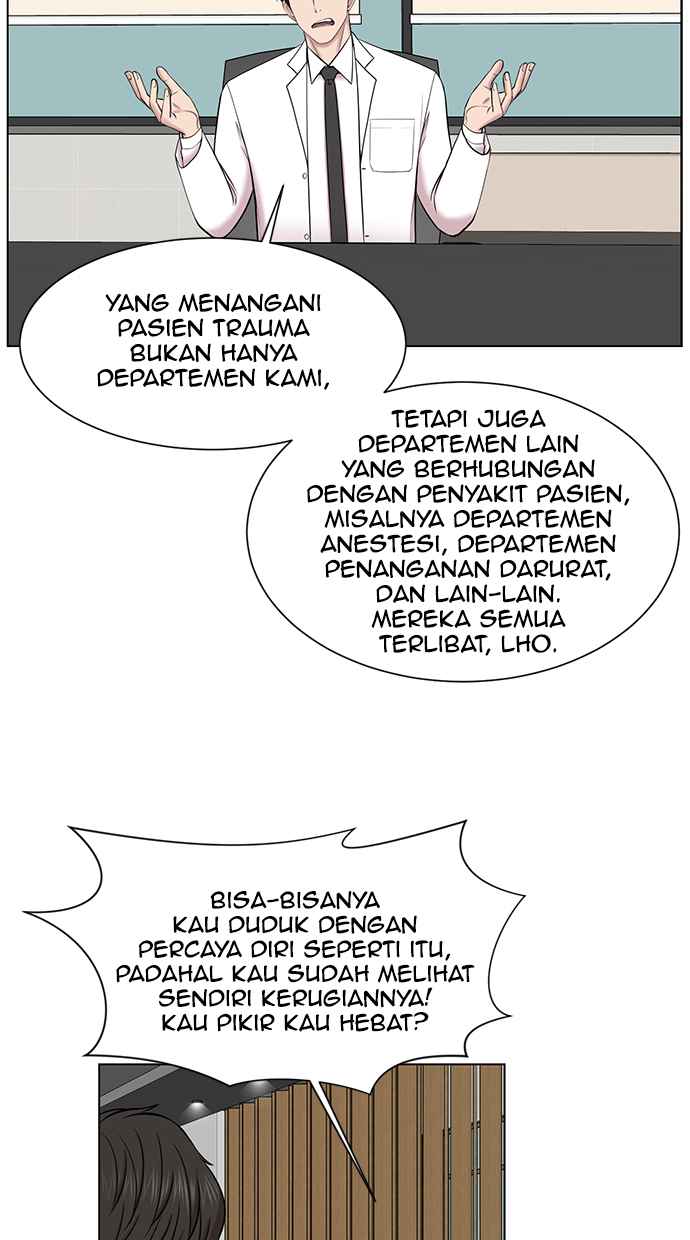 YANG MENANGANI
PASIEN TRAUMA
BUKAN HANYA
DEPARTEMEN KAMI,
TETAPI JUGA
DEPARTEMEN LAIN
YANG BERHUBUNGAN
DENGAN PENYAKIT PASIEN,
MISALNYA DEPARTEMEN
ANESTESI, DEPARTEMEN
PENANGANAN DARURAT,
DAN LAIN-LAIN.
MEREKA SEMUA
TERLIBAT, LHO.
BISA-BISANYA
KAU DUDUK DENGAN
PERCAYA DIRI SEPERTI ITU,
PADAHAL KAU SUDAH MELIHAT
SENDIRI KERUGIANNYA!
KAU PIKIR KAU HEBAT?